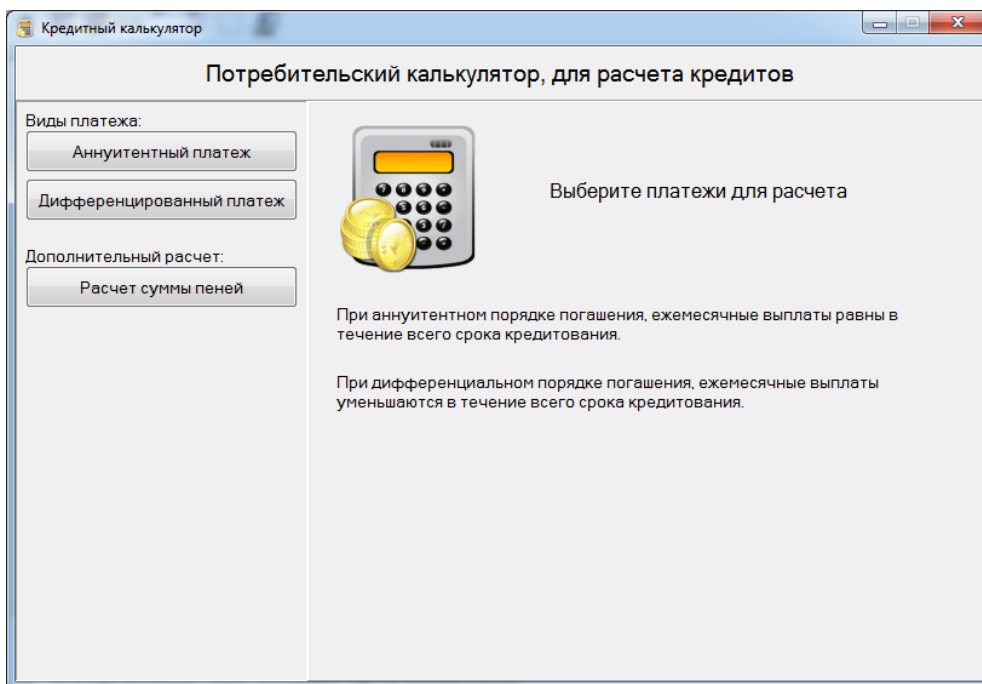 Кредитный калькулятор
Потребительский калькулятор, для расчета кредитов
Виды платежа:
Аннуитентный платеж
Дифференцированный платеж
Дополнительный расчет:
Расчет суммы пеней
Выберите платежи для расчета
При аннуитентном порядке погашения, ежемесячные выплаты равны в
течение всего срока кредитования.
При дифференциальном порядке погашения, ежемесячные выплаты
уменьшаются в течение всего срока кредитования.